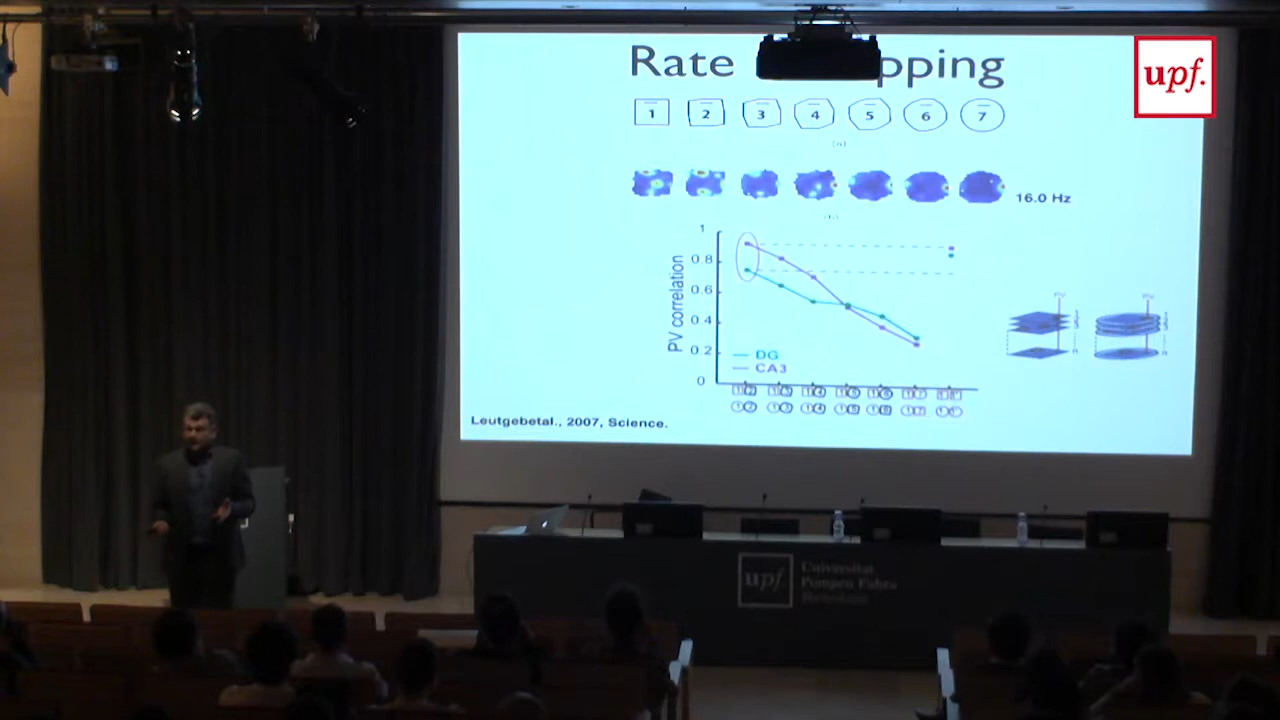 Rate pping
upf.
1 2 3 4 5 6 7
(a)
16.0 Hz
PV correlation
1
0.8
0.6
0.4
0.2
0
DG
CA3
Leutgebetal., 2007, Science.
upf.
Universitat
Pompeu Fabra
Barcelona